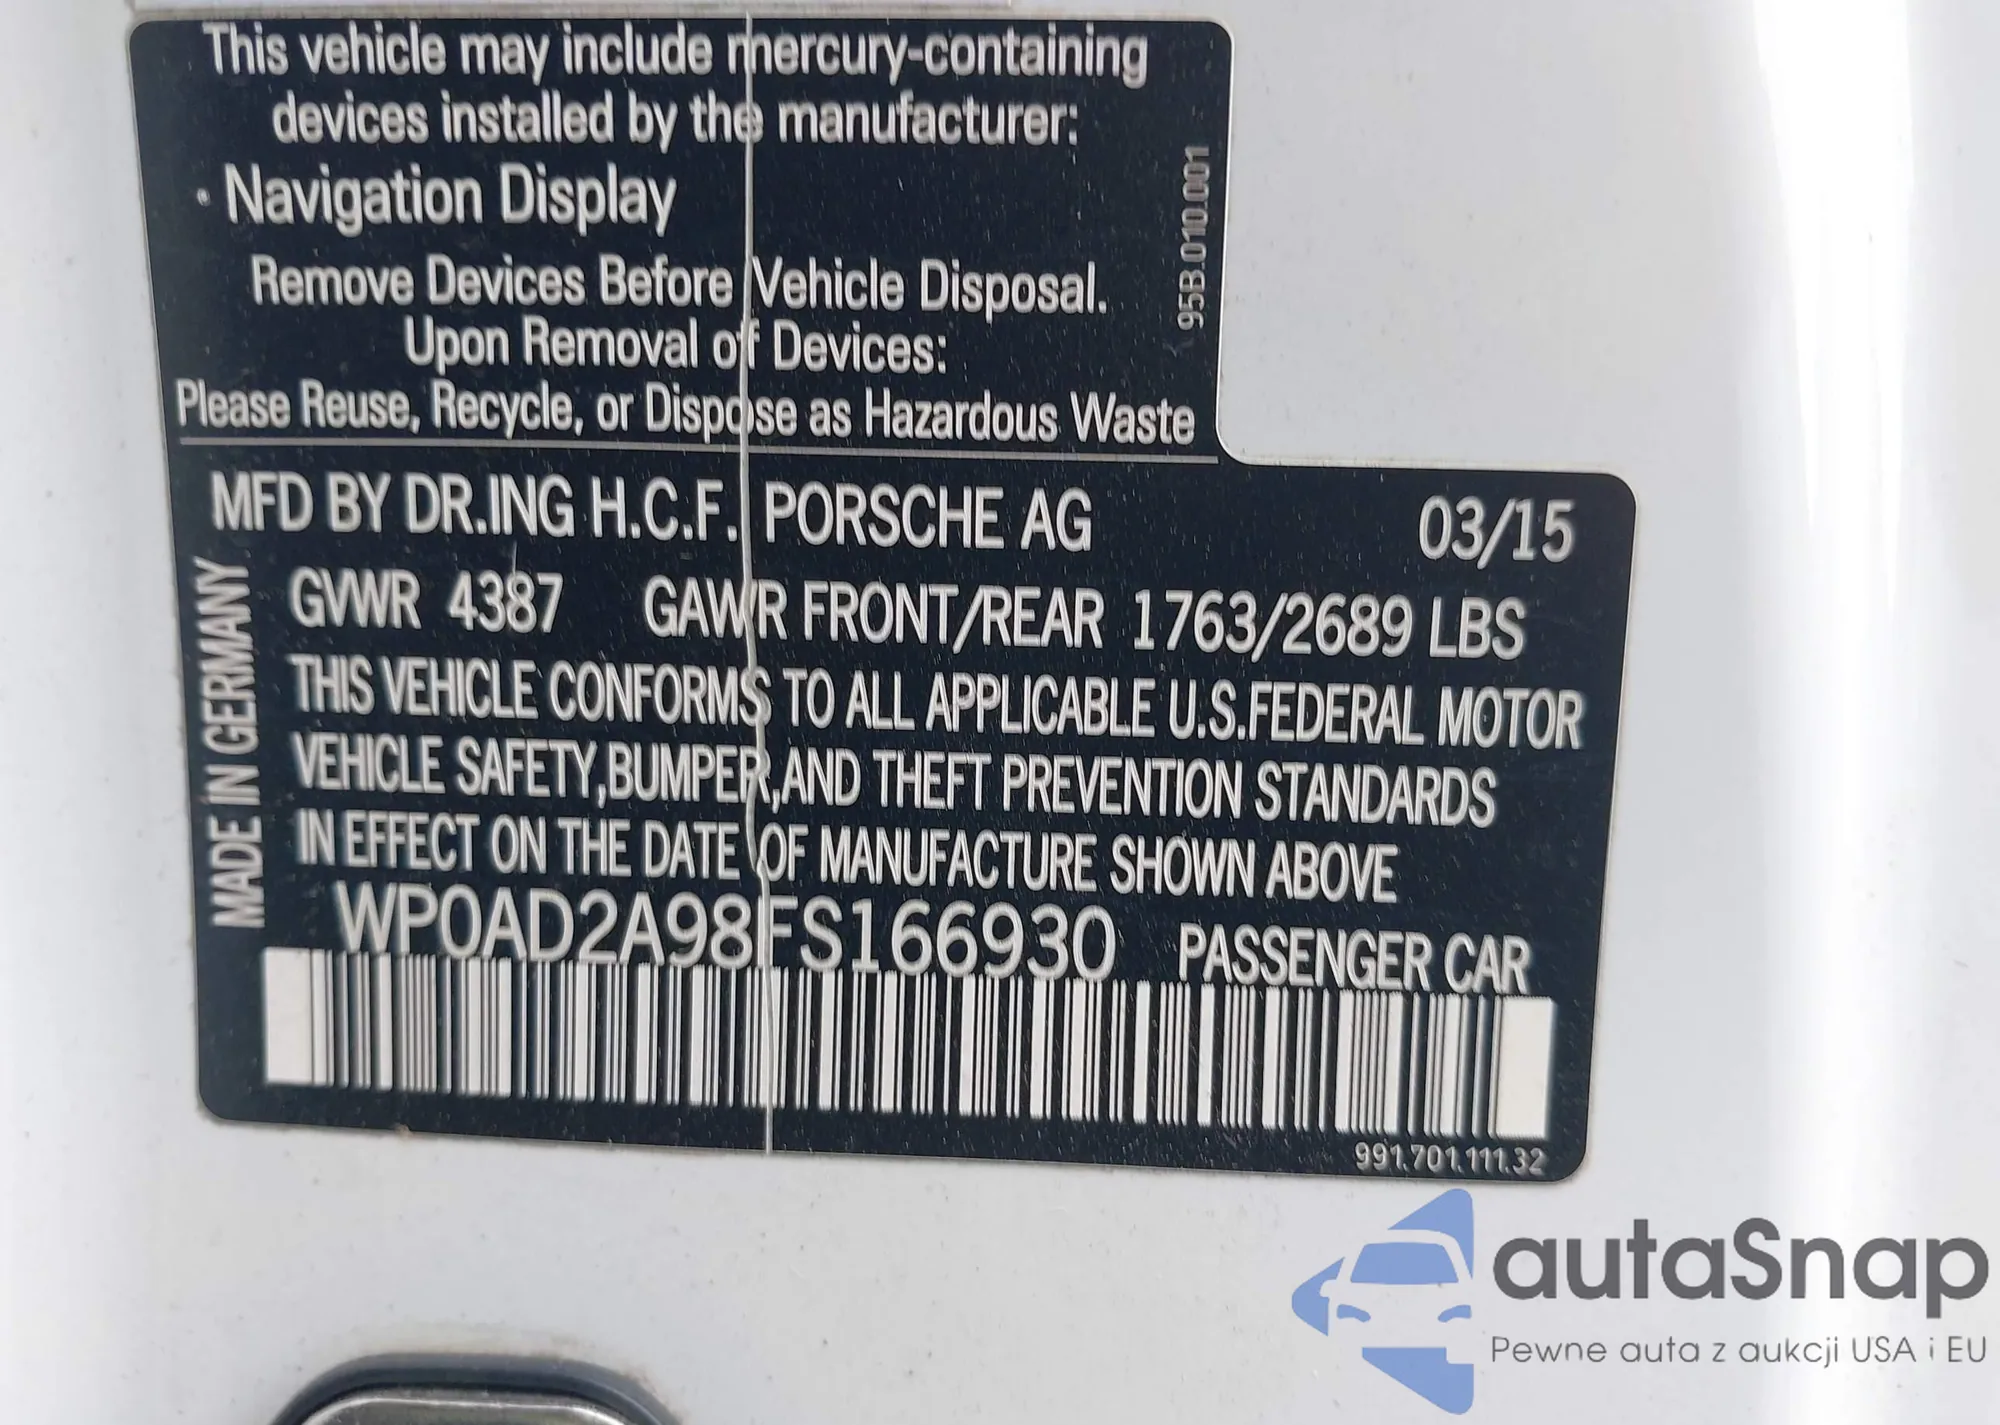 This vehicle may include mercury-containing
devices installed by the manufacturer:
· Navigation Display
Remove Devices Before Vehicle Disposal.
Upon Removal of Devices:
Please Reuse, Recycle, or Dispose as Hazardous Waste
95B.010.001
MFD BY DR.ING H.C.F. PORSCHE AG 03/15
GVWR 4387 GAWR FRONT/REAR 1763/2689 LBS
THIS VEHICLE CONFORMS TO ALL APPLICABLE U.S.FEDERAL MOTOR
VEHICLE SAFETY,BUMPER,AND THEFT PREVENTION STANDARDS
IN EFFECT ON THE DATE OF MANUFACTURE SHOWN ABOVE
MADE IN GERMANY
WP0AD2A98FS166930 PASSENGER CAR
991.701.111.32
autaSnap
Pewne auta z aukcji USA i EU